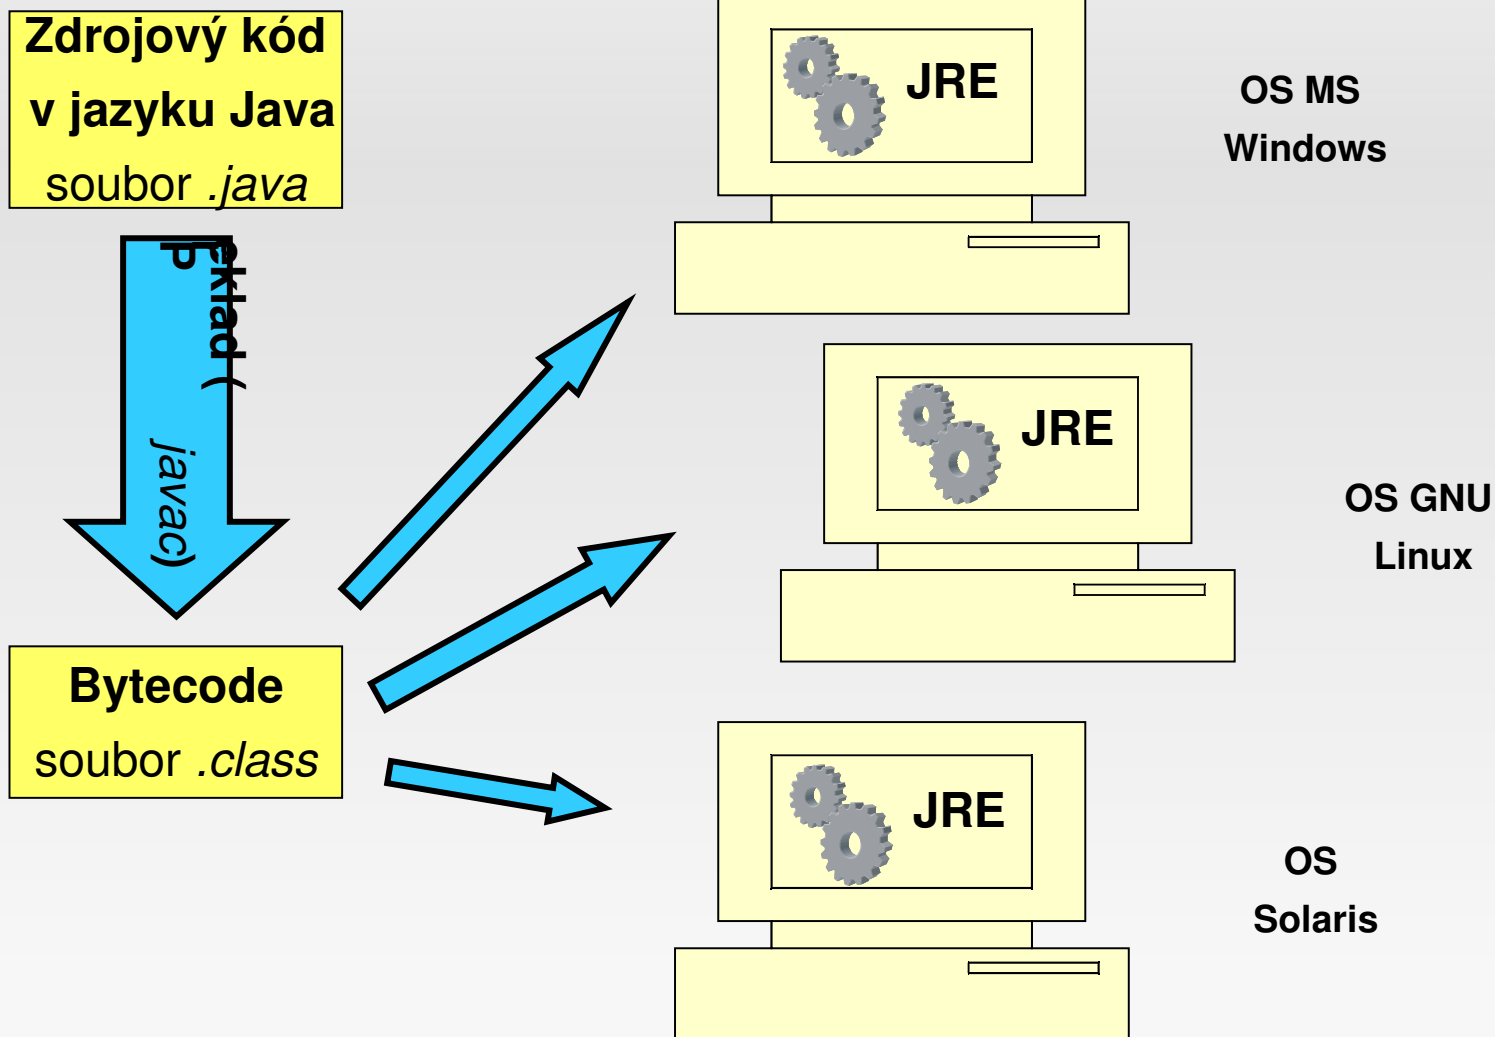 Zdrojový kód
v jazyku Java
soubor .java
eklad (
javac)
Bytecode
soubor .class
JRE
OS MS
Windows
JRE
OS GNU
Linux
JRE
OS
Solaris